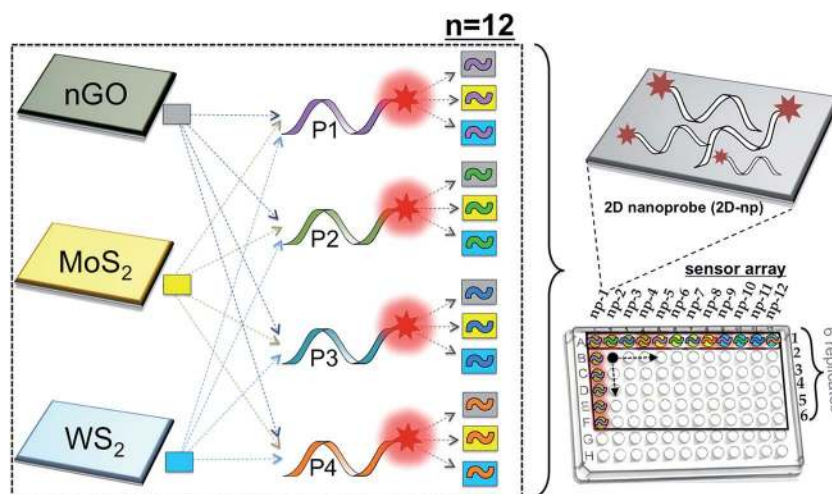 n=12
nGO
MoS2
WS2
P1
P2
P3
P4
2D nanoprobe (2D-np)
sensor array
np-1
np-2
np-3
np-4
np-5
np-6
np-7
np-8
np-9
np-10
np-11
np-12
A
B
C
D
E
F
G
H
1
2
3
4
5
6
6 replicates